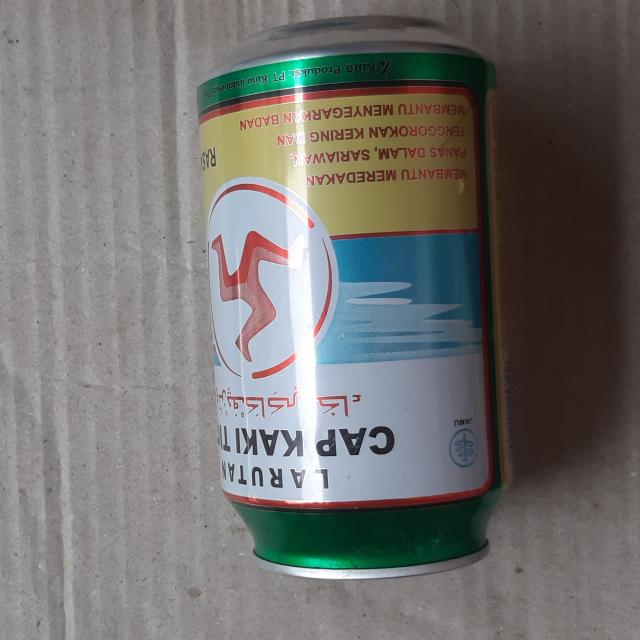 LARUTAN
CAP KAKI
JAMU
MEMBANTU MEREDAKAN
PANAS DALAM, SARIAWAN,
TENGGOROKAN KERING DAN
MEMBANTU MENYEGARKAN BADAN
Kino Produksi: PT. Kino Indonesia